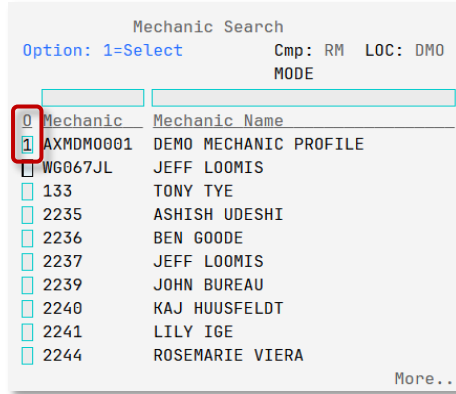 Mechanic Search
Option: 1=Select Cmp: RM LOC: DMO
MODE
O Mechanic Mechanic Name
1 AXMDMO001 DEMO MECHANIC PROFILE
WG067JL JEFF LOOMIS
133 TONY TYE
2235 ASHISH UDESHI
2236 BEN GOODE
2237 JEFF LOOMIS
2239 JOHN BUREAU
2240 KAJ HUUSFELDT
2241 LILY IGE
2244 ROSEMARIE VIERA
More..